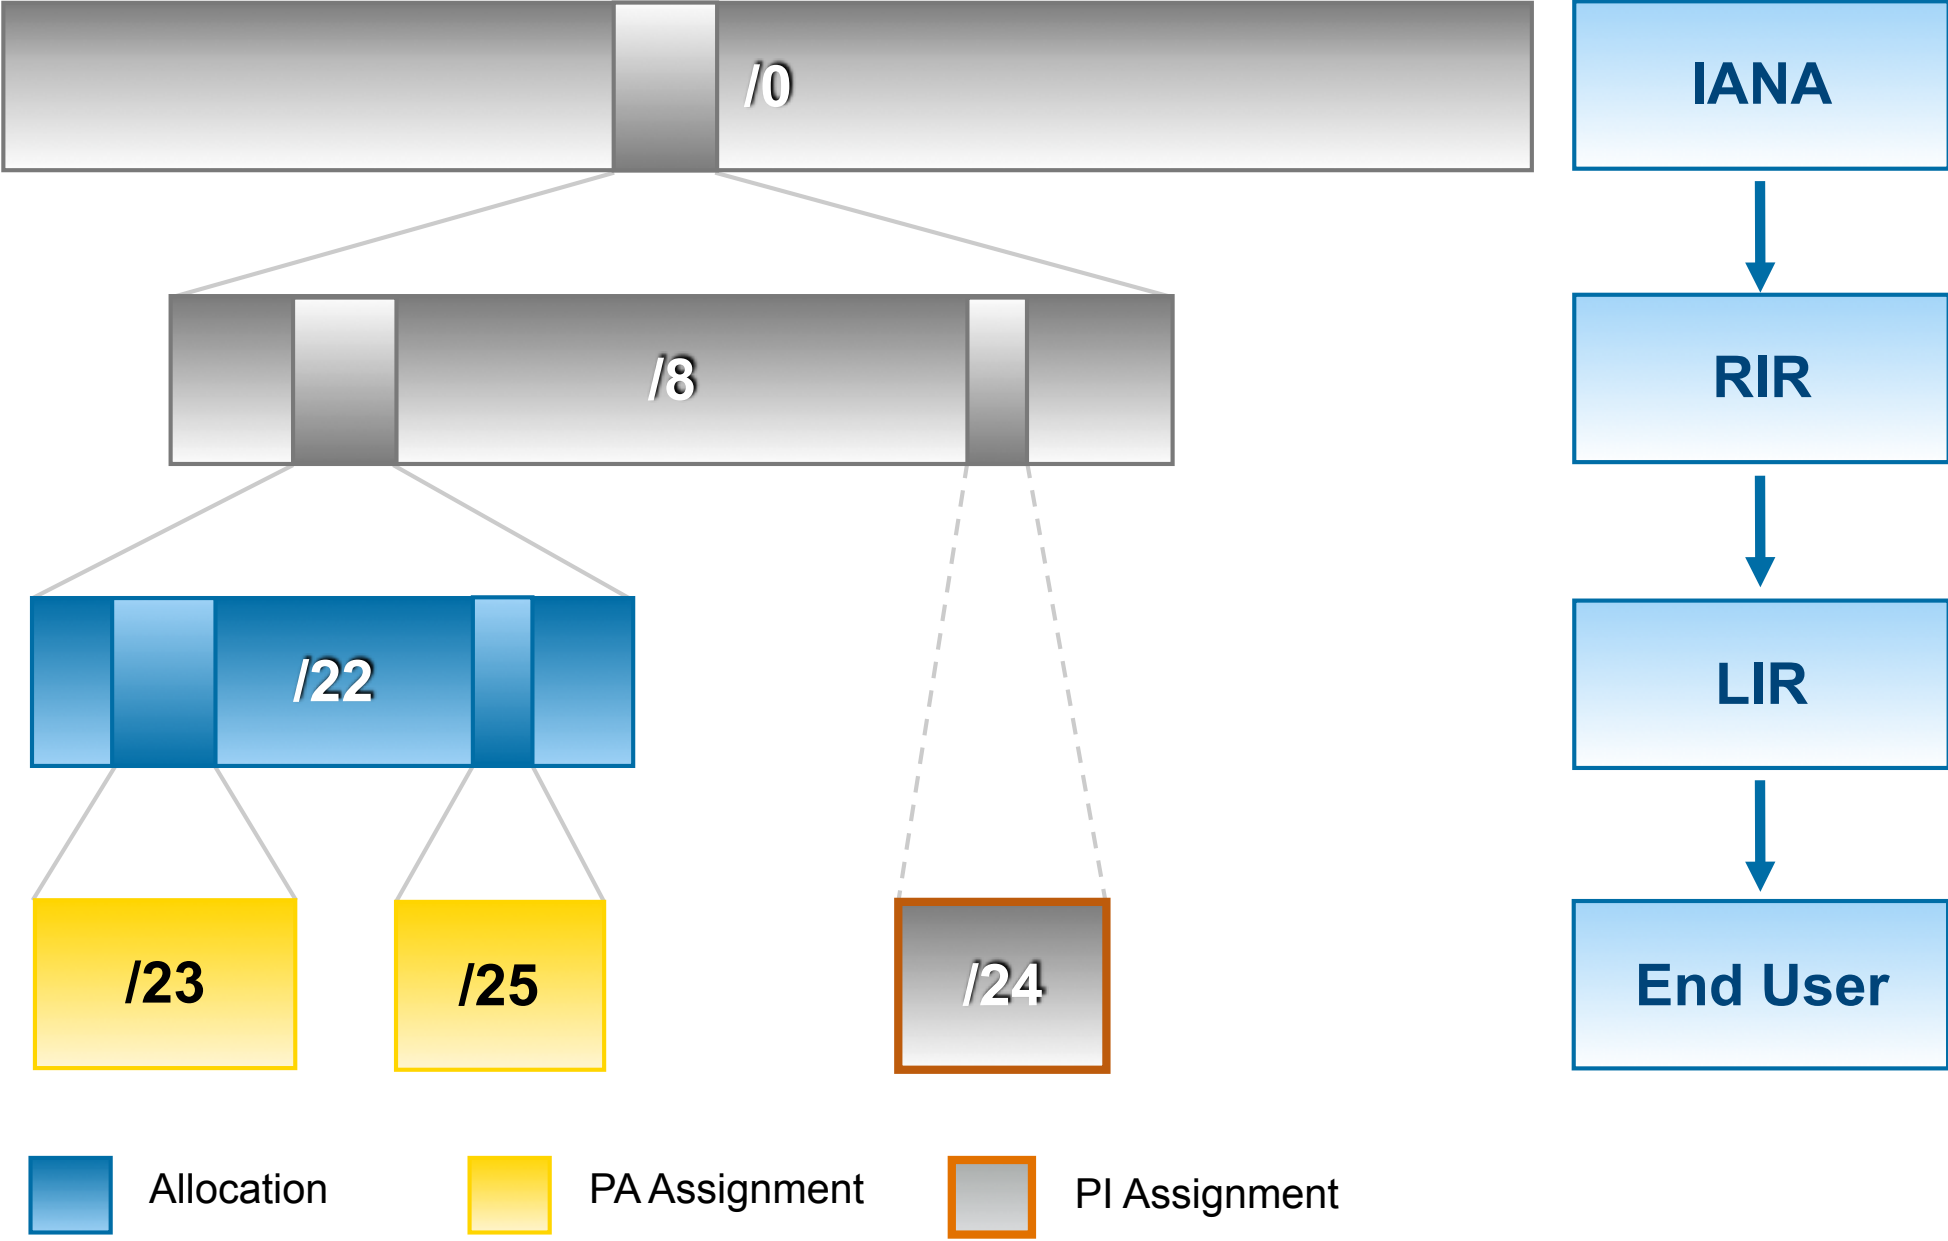 /0
IANA
/8
RIR
/22
LIR
/23
/25
/24
End User
Allocation
PA Assignment
PI Assignment